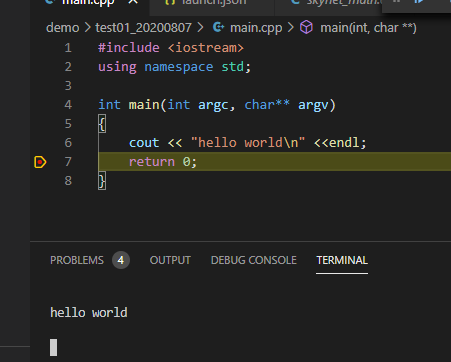 main.cpp launch.json skynet_math.c
demo > test01_20200807 > main.cpp > main(int, char **)
1 #include <iostream>
2 using namespace std;
3
4 int main(int argc, char** argv)
5 {
6 cout << "hello world\n" <<endl;
7 return 0;
8 }
PROBLEMS 4 OUTPUT DEBUG CONSOLE TERMINAL
hello world